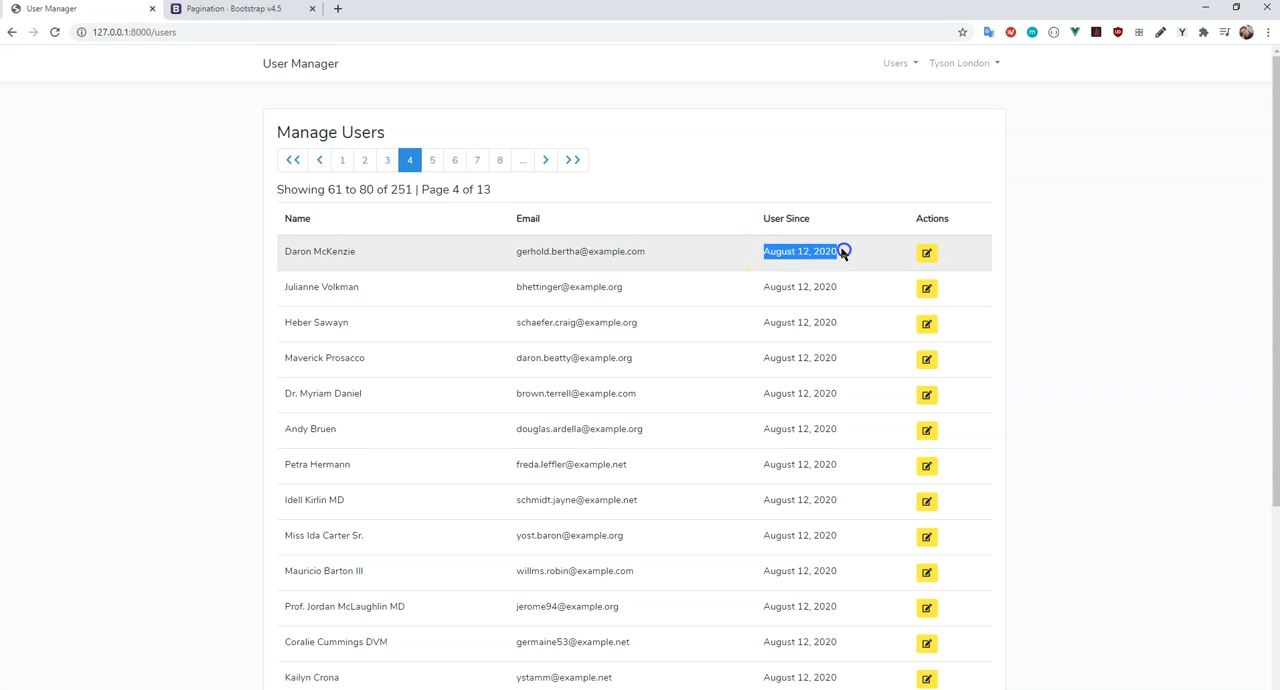 User Manager
Pagination · Bootstrap v4.5
127.0.0.1:8000/users
User Manager
Users
Tyson London
Manage Users
<< < 1 2 3 4 5 6 7 8 ... > >>
Showing 61 to 80 of 251 | Page 4 of 13
Name Email User Since Actions
Daron McKenzie gerhold.bertha@example.com August 12, 2020
Julianne Volkman bhettinger@example.org August 12, 2020
Heber Sawayn schaefer.craig@example.org August 12, 2020
Maverick Prosacco daron.beatty@example.org August 12, 2020
Dr. Myriam Daniel brown.terrell@example.com August 12, 2020
Andy Bruen douglas.ardella@example.org August 12, 2020
Petra Hermann freda.leffler@example.net August 12, 2020
Idell Kirlin MD schmidt.jayne@example.net August 12, 2020
Miss Ida Carter Sr. yost.baron@example.org August 12, 2020
Mauricio Barton III willms.robin@example.com August 12, 2020
Prof. Jordan McLaughlin MD jerome94@example.org August 12, 2020
Coralie Cummings DVM germaine53@example.net August 12, 2020
Kailyn Crona ystamm@example.net August 12, 2020